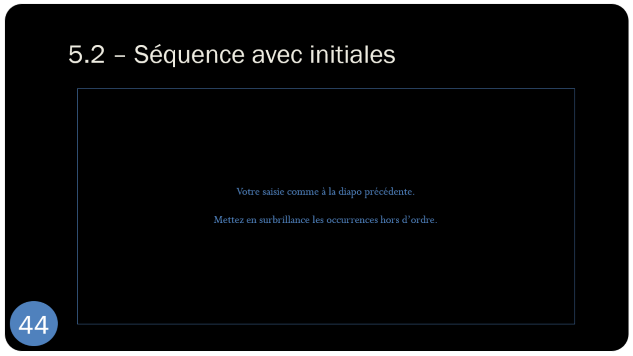 5.2 – Séquence avec initiales
Votre saisie comme à la diapo précédente.
Mettez en surbrillance les occurrences hors d’ordre.
44